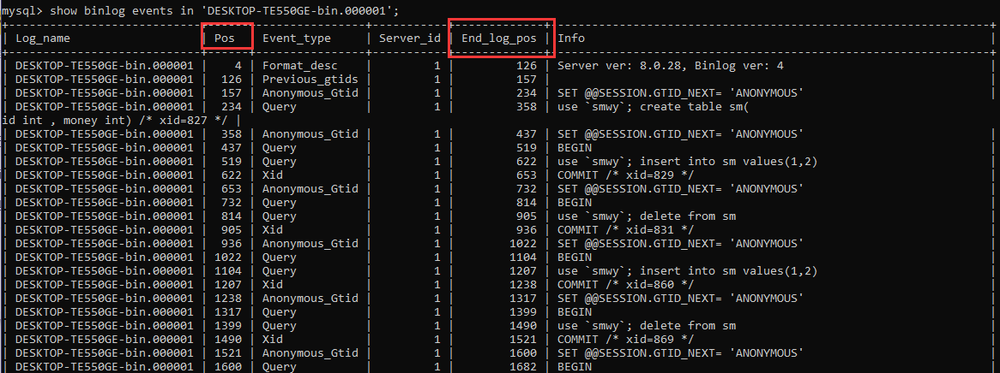 mysql> show binlog events in 'DESKTOP-TE550GE-bin.000001';
+----------------------------+------+----------------+-----------+-------------+----------------------------------------------------------------+
| Log_name | Pos | Event_type | Server_id | End_log_pos | Info |
| DESKTOP-TE550GE-bin.000001 | 4 | Format_desc | 1 | 126 | Server ver: 8.0.28, Binlog ver: 4 |
| DESKTOP-TE550GE-bin.000001 | 126 | Previous_gtids | 1 | 157 | |
| DESKTOP-TE550GE-bin.000001 | 157 | Anonymous_Gtid | 1 | 234 | SET @@SESSION.GTID_NEXT= 'ANONYMOUS' |
| DESKTOP-TE550GE-bin.000001 | 234 | Query | 1 | 358 | use `smwy`; create table sm(
id int , money int) /* xid=827 */ |
| DESKTOP-TE550GE-bin.000001 | 358 | Anonymous_Gtid | 1 | 437 | SET @@SESSION.GTID_NEXT= 'ANONYMOUS' |
| DESKTOP-TE550GE-bin.000001 | 437 | Query | 1 | 519 | BEGIN |
| DESKTOP-TE550GE-bin.000001 | 519 | Query | 1 | 622 | use `smwy`; insert into sm values(1,2) |
| DESKTOP-TE550GE-bin.000001 | 622 | Xid | 1 | 653 | COMMIT /* xid=829 */ |
| DESKTOP-TE550GE-bin.000001 | 653 | Anonymous_Gtid | 1 | 732 | SET @@SESSION.GTID_NEXT= 'ANONYMOUS' |
| DESKTOP-TE550GE-bin.000001 | 732 | Query | 1 | 814 | BEGIN |
| DESKTOP-TE550GE-bin.000001 | 814 | Query | 1 | 905 | use `smwy`; delete from sm |
| DESKTOP-TE550GE-bin.000001 | 905 | Xid | 1 | 936 | COMMIT /* xid=831 */ |
| DESKTOP-TE550GE-bin.000001 | 936 | Anonymous_Gtid | 1 | 1022 | SET @@SESSION.GTID_NEXT= 'ANONYMOUS' |
| DESKTOP-TE550GE-bin.000001 | 1022 | Query | 1 | 1104 | BEGIN |
| DESKTOP-TE550GE-bin.000001 | 1104 | Query | 1 | 1207 | use `smwy`; insert into sm values(1,2) |
| DESKTOP-TE550GE-bin.000001 | 1207 | Xid | 1 | 1238 | COMMIT /* xid=860 */ |
| DESKTOP-TE550GE-bin.000001 | 1238 | Anonymous_Gtid | 1 | 1317 | SET @@SESSION.GTID_NEXT= 'ANONYMOUS' |
| DESKTOP-TE550GE-bin.000001 | 1317 | Query | 1 | 1399 | BEGIN |
| DESKTOP-TE550GE-bin.000001 | 1399 | Query | 1 | 1490 | use `smwy`; delete from sm |
| DESKTOP-TE550GE-bin.000001 | 1490 | Xid | 1 | 1521 | COMMIT /* xid=869 */ |
| DESKTOP-TE550GE-bin.000001 | 1521 | Anonymous_Gtid | 1 | 1600 | SET @@SESSION.GTID_NEXT= 'ANONYMOUS' |
| DESKTOP-TE550GE-bin.000001 | 1600 | Query | 1 | 1682 | BEGIN |